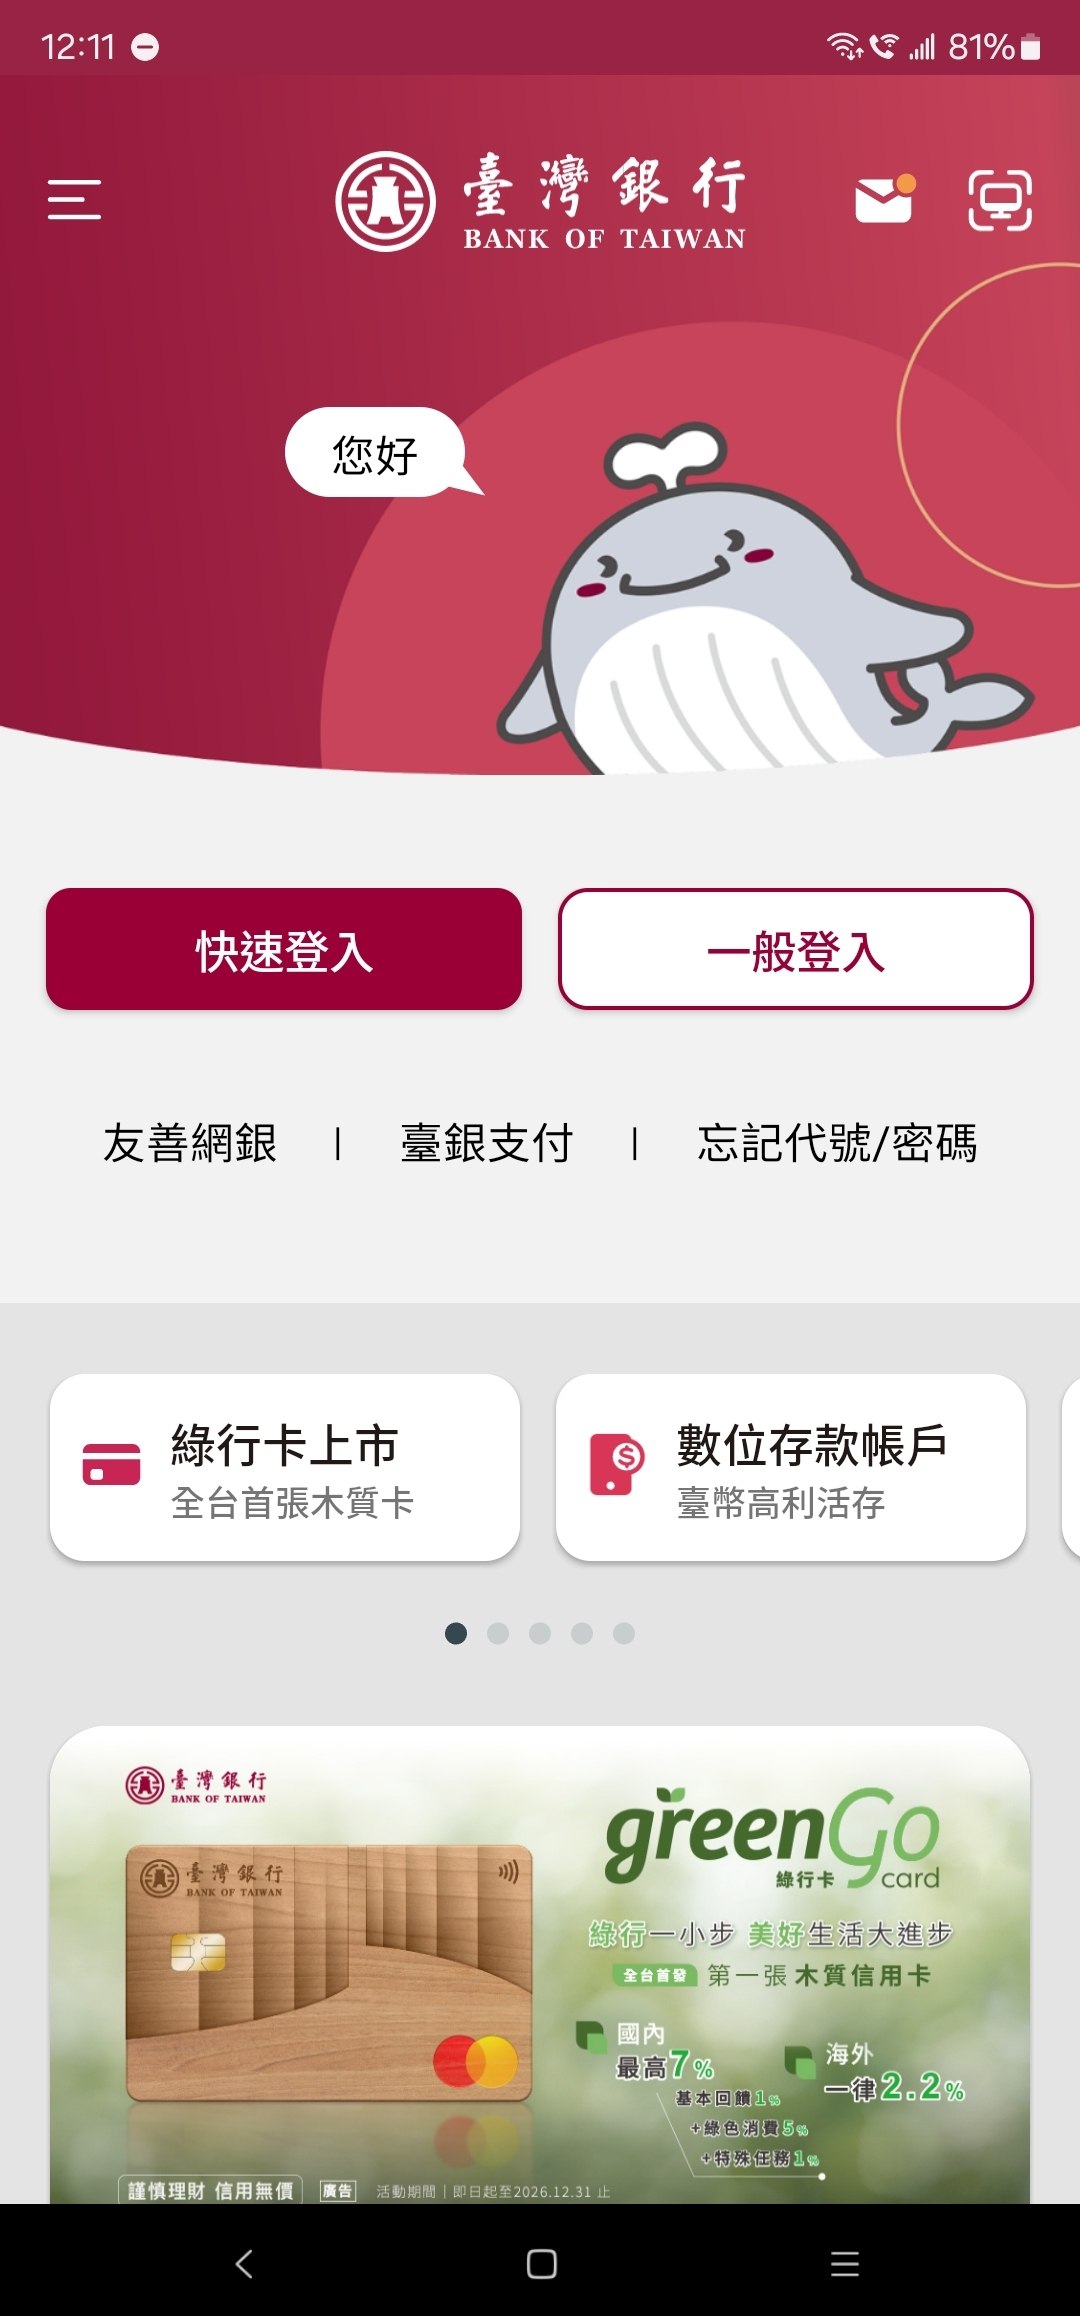 12:11
81%
臺灣銀行
BANK OF TAIWAN
您好
快速登入
一般登入
友善網銀 | 臺銀支付 | 忘記代號/密碼
綠行卡上市
全台首張木質卡
數位存款帳戶
臺幣高利活存
臺灣銀行
BANK OF TAIWAN
臺灣銀行
BANK OF TAIWAN
greenGo
綠行卡 card
綠行一小步 美好生活大進步
全台首發 第一張 木質信用卡
國內
最高7%
基本回饋1%
+綠色消費5%
+特殊任務1%
海外
一律2.2%
謹慎理財 信用無價 廣告 活動期間｜即日起至2026.12.31 止